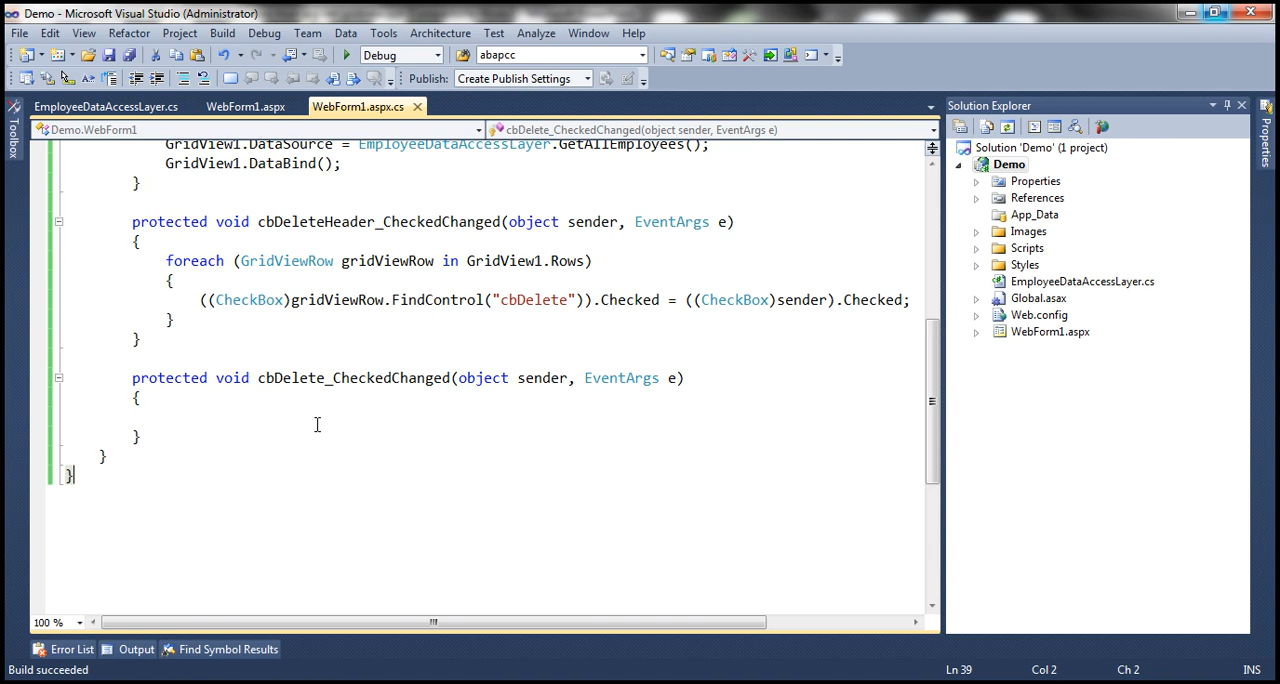 Demo - Microsoft Visual Studio (Administrator)
File Edit View Refactor Project Build Debug Team Data Tools Architecture Test Analyze Window Help
Debug abapcc
Publish: Create Publish Settings
EmployeeDataAccessLayer.cs WebForm1.aspx WebForm1.aspx.cs
Demo.WebForm1 cbDelete_CheckedChanged(object sender, EventArgs e)
GridView1.DataSource = EmployeeDataAccessLayer.GetAllEmployees();
GridView1.DataBind();
}
protected void cbDeleteHeader_CheckedChanged(object sender, EventArgs e)
{
foreach (GridViewRow gridViewRow in GridView1.Rows)
{
((CheckBox)gridViewRow.FindControl("cbDelete")).Checked = ((CheckBox)sender).Checked;
}
}
protected void cbDelete_CheckedChanged(object sender, EventArgs e)
{
}
}
}
100 %
Toolbox
Solution Explorer
Solution 'Demo' (1 project)
Demo
Properties
References
App_Data
Images
Scripts
Styles
EmployeeDataAccessLayer.cs
Global.asax
Web.config
WebForm1.aspx
Properties
Error List Output Find Symbol Results
Build succeeded Ln 39 Col 2 Ch 2 INS